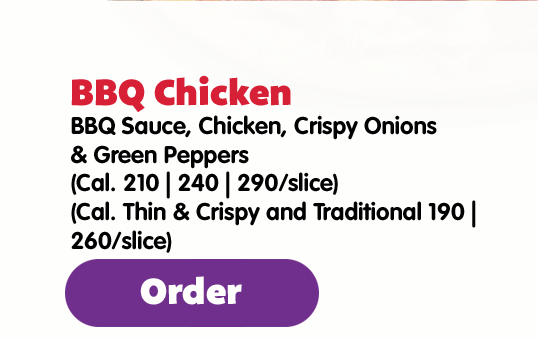 BBQ Chicken
BBQ Sauce, Chicken, Crispy Onions
& Green Peppers
(Cal. 210 | 240 | 290/slice)
(Cal. Thin & Crispy and Traditional 190 |
260/slice)
Order